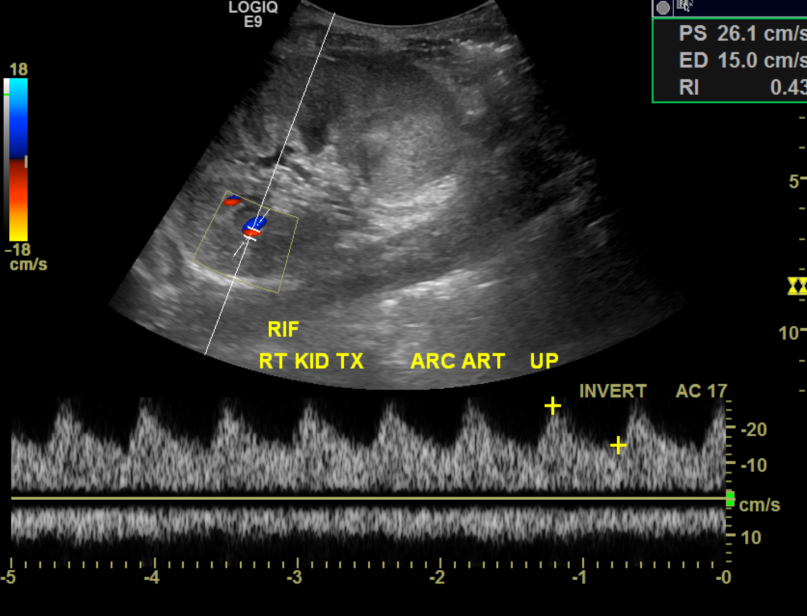 LOGIQ
E9
PS 26.1 cm/s
ED 15.0 cm/s
RI 0.43
18
-18
cm/s
5
10
RIF
RT KID TX ARC ART UP
INVERT AC 17
-20
-10
cm/s
10
-5 -4 -3 -2 -1 -0